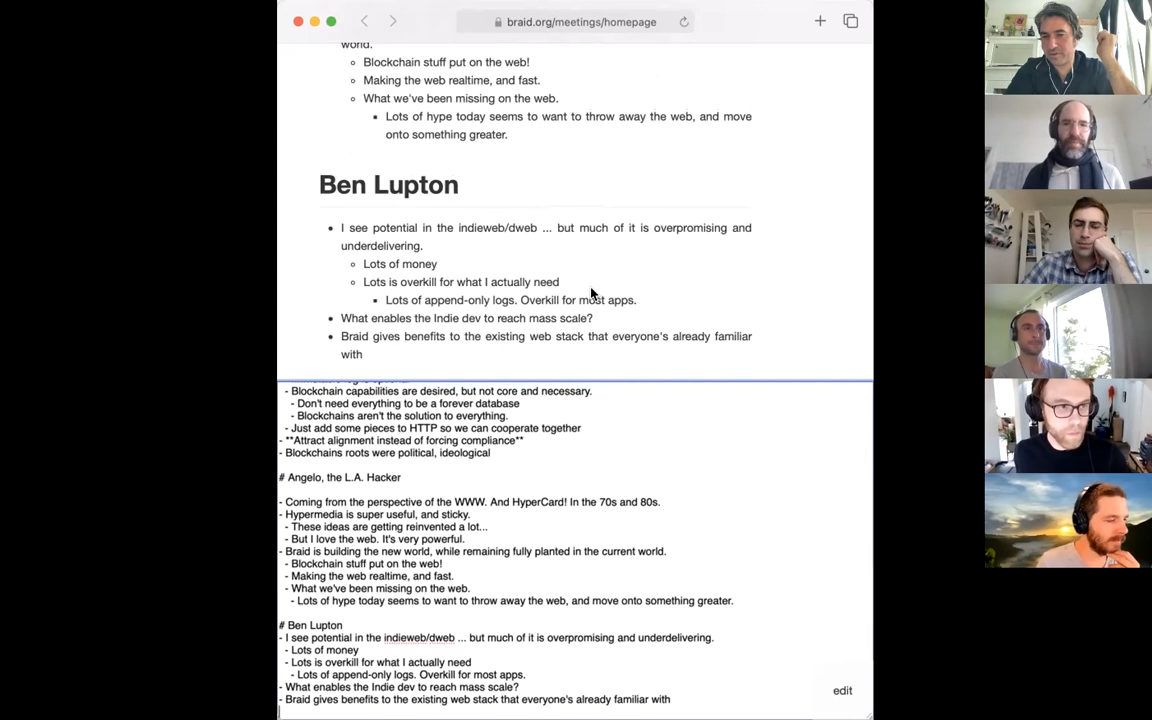 braid.org/meetings/homepage
world.
Blockchain stuff put on the web!
Making the web realtime, and fast.
What we've been missing on the web.
Lots of hype today seems to want to throw away the web, and move
onto something greater.
Ben Lupton
I see potential in the indieweb/dweb ... but much of it is overpromising and
underdelivering.
Lots of money
Lots is overkill for what I actually need
Lots of append-only logs. Overkill for most apps.
What enables the Indie dev to reach mass scale?
Braid gives benefits to the existing web stack that everyone's already familiar
with
- Blockchain capabilities are desired, but not core and necessary.
- Don't need everything to be a forever database
- Blockchains aren't the solution to everything.
- Just add some pieces to HTTP so we can cooperate together
- **Attract alignment instead of forcing compliance**
- Blockchains roots were political, ideological
# Angelo, the L.A. Hacker
- Coming from the perspective of the WWW. And HyperCard! In the 70s and 80s.
- Hypermedia is super useful, and sticky.
- These ideas are getting reinvented a lot...
- But I love the web. It's very powerful.
- Braid is building the new world, while remaining fully planted in the current world.
- Blockchain stuff put on the web!
- Making the web realtime, and fast.
- What we've been missing on the web.
- Lots of hype today seems to want to throw away the web, and move onto something greater.
# Ben Lupton
- I see potential in the indieweb/dweb ... but much of it is overpromising and underdelivering.
- Lots of money
- Lots is overkill for what I actually need
- Lots of append-only logs. Overkill for most apps.
- What enables the Indie dev to reach mass scale?
- Braid gives benefits to the existing web stack that everyone's already familiar with
edit